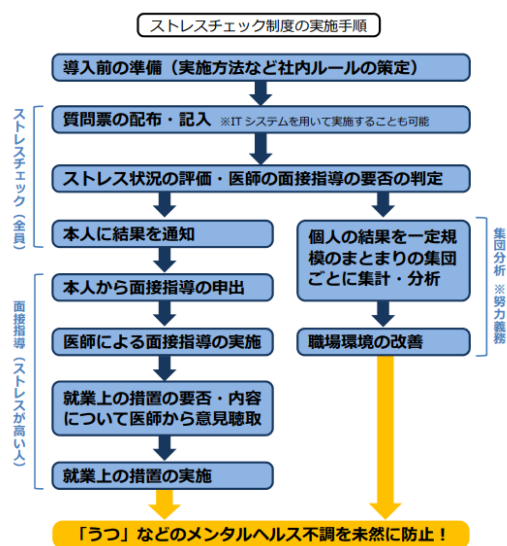 ストレスチェック制度の実施手順
導入前の準備（実施方法など社内ルールの策定）
質問票の配布・記入 ※IT システムを用いて実施することも可能
ストレス状況の評価・医師の面接指導の要否の判定
本人に結果を通知
本人から面接指導の申出
医師による面接指導の実施
就業上の措置の要否・内容
について医師から意見聴取
就業上の措置の実施
個人の結果を一定規
模のまとまりの集団
ごとに集計・分析
職場環境の改善
「うつ」などのメンタルヘルス不調を未然に防止！
ストレスチェック（全員）
面接指導（ストレスが高い人）
集団分析 ※努力義務